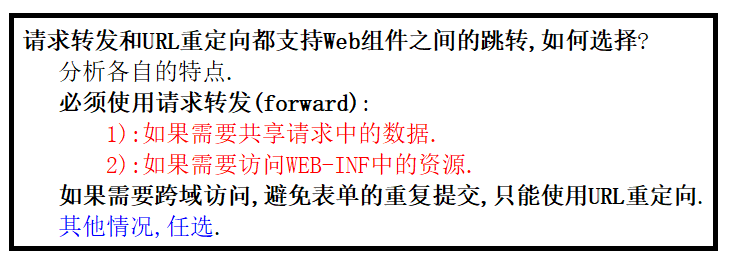 请求转发和URL重定向都支持Web组件之间的跳转,如何选择?
分析各自的特点.
必须使用请求转发(forward):
1):如果需要共享请求中的数据.
2):如果需要访问WEB-INF中的资源.
如果需要跨域访问,避免表单的重复提交,只能使用URL重定向.
其他情况,任选.